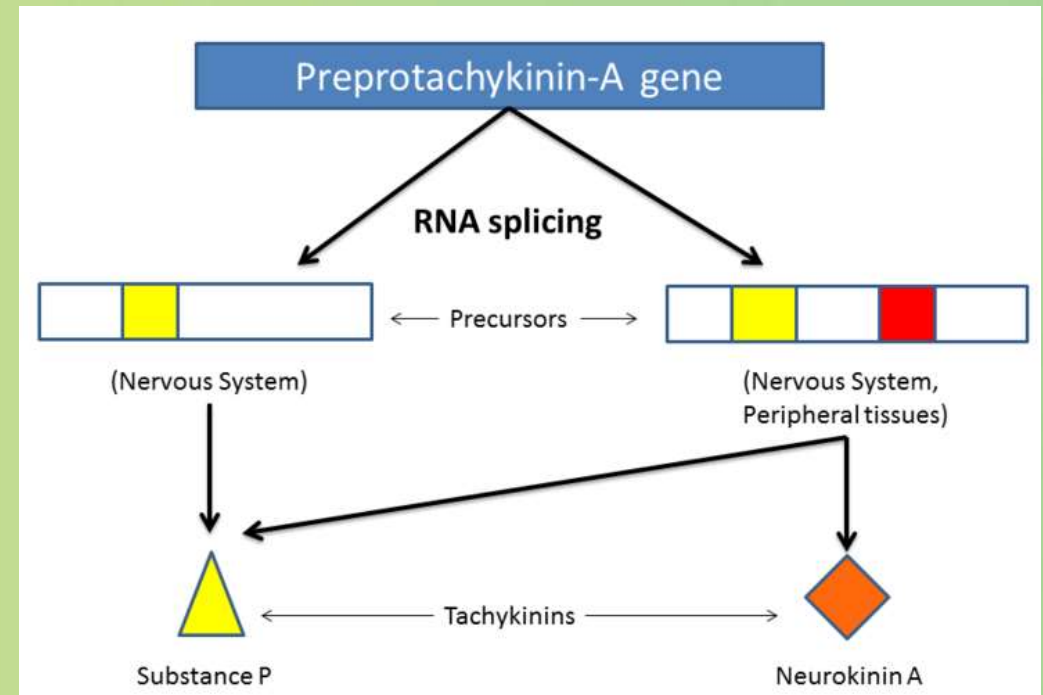 Preprotachykinin-A gene
RNA splicing
Precursors
(Nervous System)
(Nervous System,
Peripheral tissues)
Tachykinins
Substance P
Neurokinin A